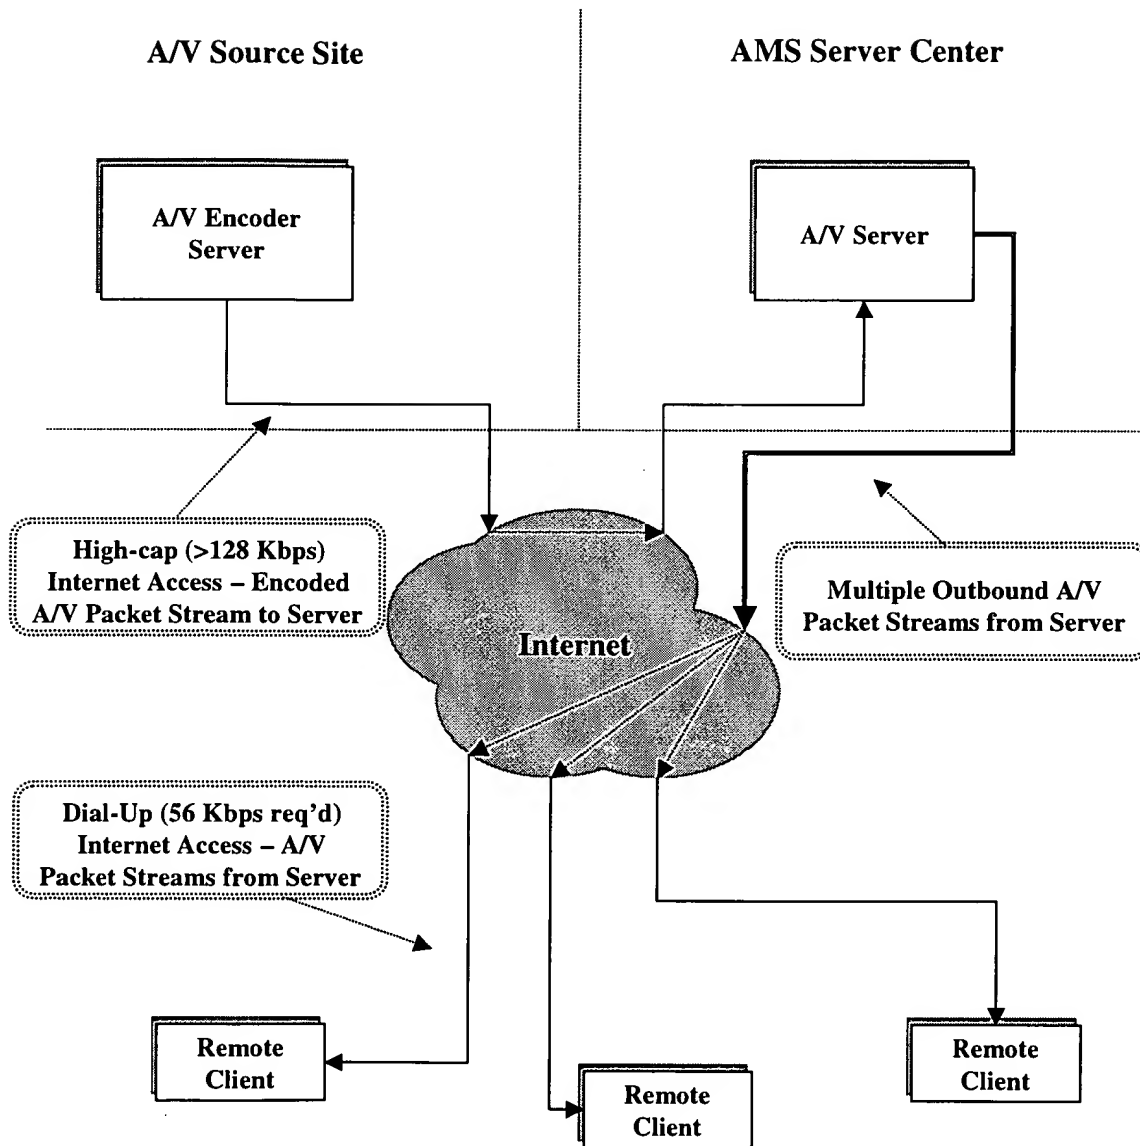 A/V Source Site
AMS Server Center
A/V Encoder
Server
A/V Server
High-cap (>128 Kbps)
Internet Access – Encoded
A/V Packet Stream to Server
Multiple Outbound A/V
Packet Streams from Server
Internet
Dial-Up (56 Kbps req’d)
Internet Access – A/V
Packet Streams from Server
Remote
Client
Remote
Client
Remote
Client